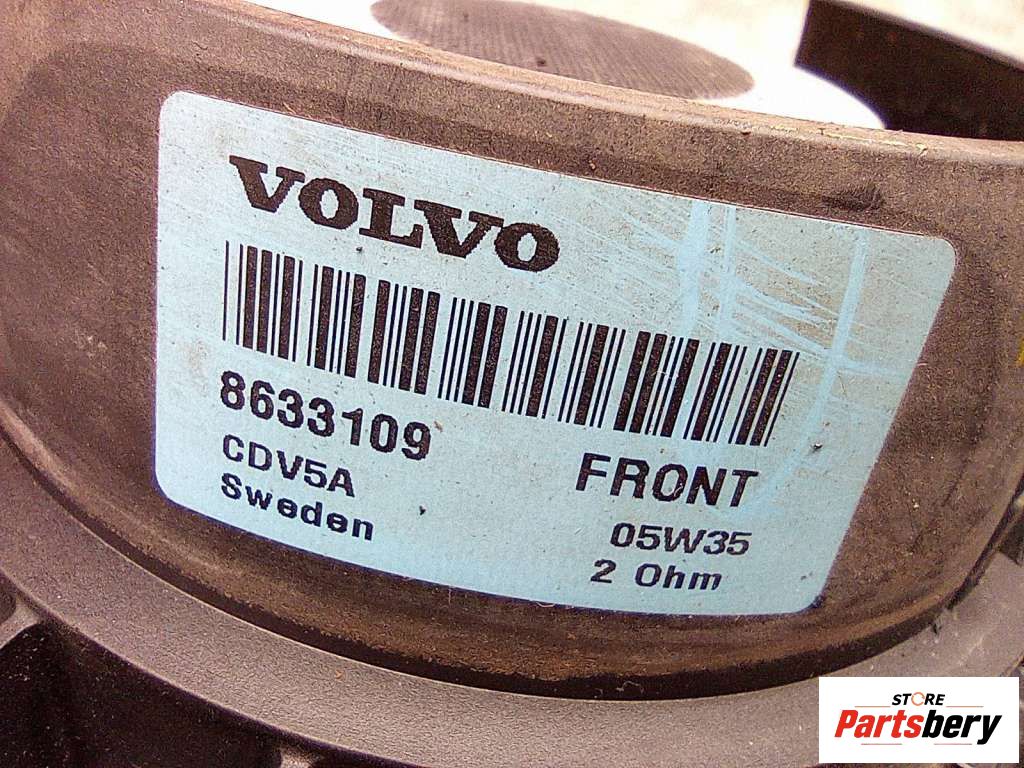 VOLVO
8633109
CDV5A
Sweden
FRONT
05W35
2 Ohm
STORE
Partsbery